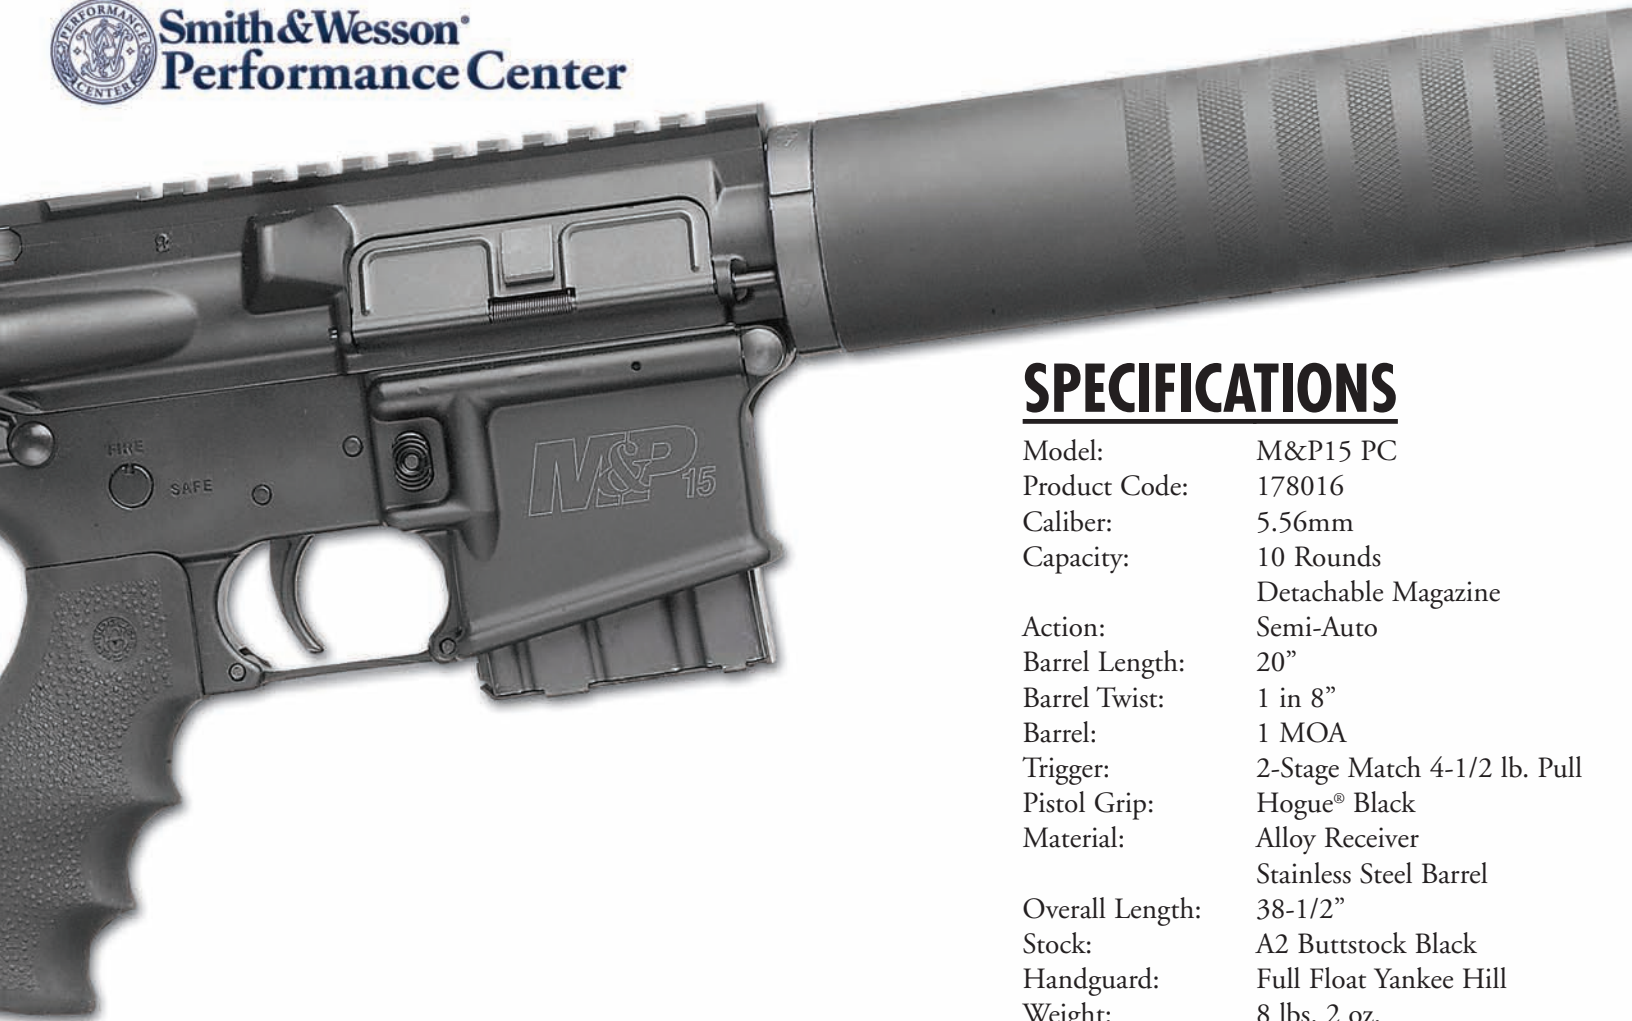 PERFORMANCE
CENTER
Smith&Wesson®
Performance Center
FIRE
SAFE
M&P15
SPECIFICATIONS
Model: M&P15 PC
Product Code: 178016
Caliber: 5.56mm
Capacity: 10 Rounds
Detachable Magazine
Action: Semi-Auto
Barrel Length: 20”
Barrel Twist: 1 in 8”
Barrel: 1 MOA
Trigger: 2-Stage Match 4-1/2 lb. Pull
Pistol Grip: Hogue® Black
Material: Alloy Receiver
Stainless Steel Barrel
Overall Length: 38-1/2”
Stock: A2 Buttstock Black
Handguard: Full Float Yankee Hill
Weight: 8 lbs. 2 oz.